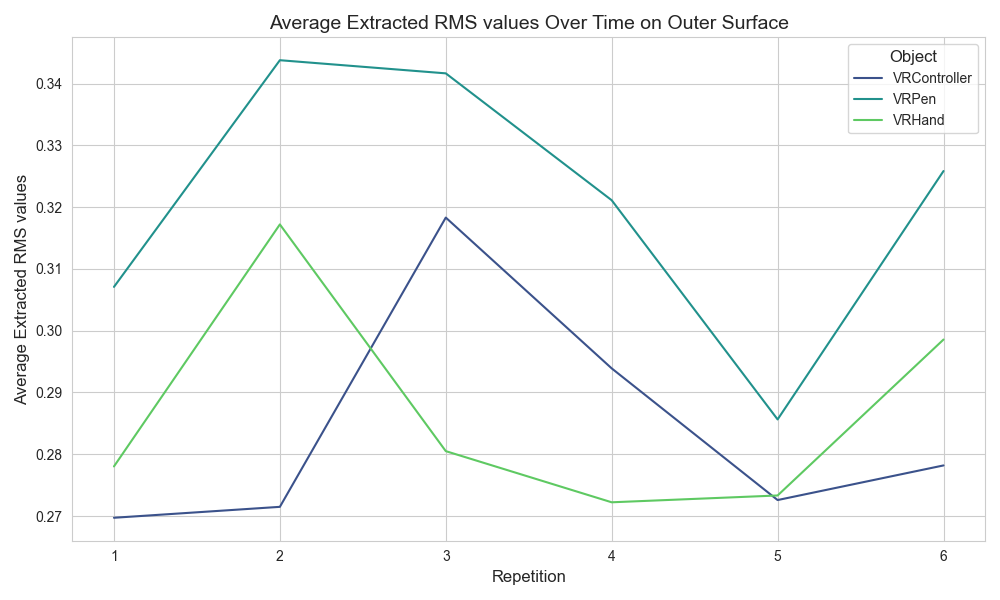 Average Extracted RMS values Over Time on Outer Surface
Object
VRController
VRPen
VRHand
Average Extracted RMS values
0.34
0.33
0.32
0.31
0.30
0.29
0.28
0.27
1 2 3 4 5 6
Repetition